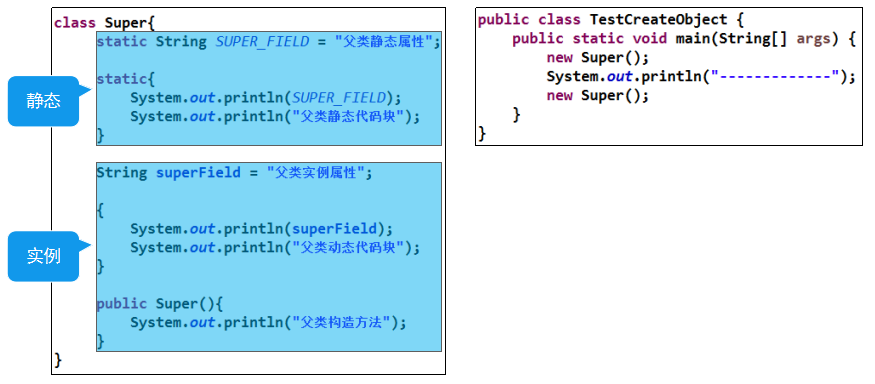 class Super{
static String SUPER_FIELD = "父类静态属性";
static{
System.out.println(SUPER_FIELD);
System.out.println("父类静态代码块");
}
静态
String superField = "父类实例属性";
{
System.out.println(superField);
System.out.println("父类动态代码块");
}
实例
public Super(){
System.out.println("父类构造方法");
}
}
public class TestCreateObject {
public static void main(String[] args) {
new Super();
System.out.println("-------------");
new Super();
}
}